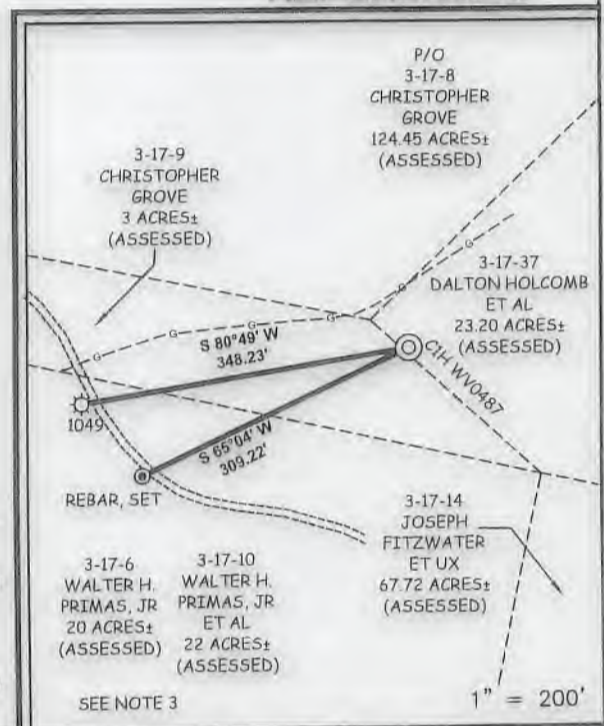 P/O
3-17-8
CHRISTOPHER
GROVE
124.45 ACRES±
(ASSESSED)
3-17-9
CHRISTOPHER
GROVE
3 ACRES±
(ASSESSED)
3-17-37
DALTON HOLCOMB
ET AL
23.20 ACRES±
(ASSESSED)
G
G
G
G
G
G
S 80°49' W
348.23'
C1H WV0487
1049
S 65°04' W
309.22'
REBAR, SET
3-17-14
JOSEPH
FITZWATER
ET UX
67.72 ACRES±
(ASSESSED)
3-17-6
WALTER H.
PRIMAS, JR
20 ACRES±
(ASSESSED)
3-17-10
WALTER H.
PRIMAS, JR
ET AL
22 ACRES±
(ASSESSED)
SEE NOTE 3
1" = 200'